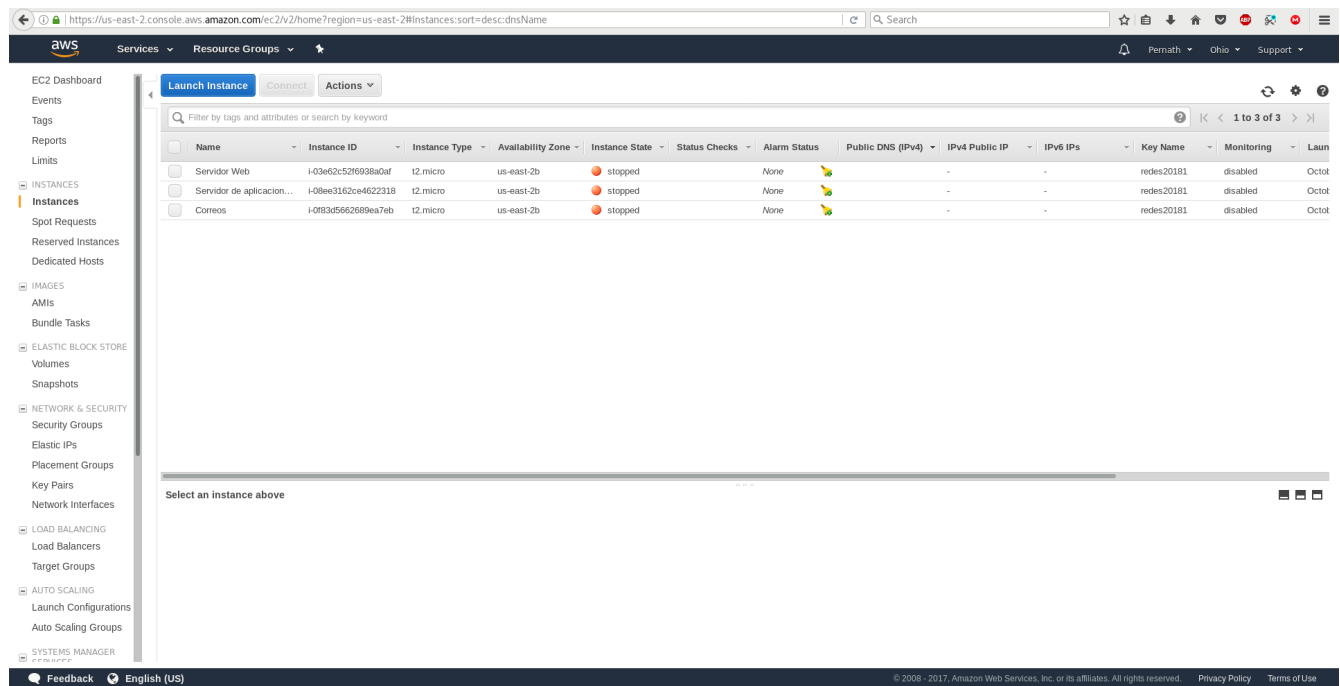 https://us-east-2.console.aws.amazon.com/ec2/v2/home?region=us-east-2#Instances:sort=desc:dnsName
Search
aws Services Resource Groups Pernath Ohio Support
EC2 Dashboard
Events
Tags
Reports
Limits
INSTANCES
Instances
Spot Requests
Reserved Instances
Dedicated Hosts
IMAGES
AMIs
Bundle Tasks
ELASTIC BLOCK STORE
Volumes
Snapshots
NETWORK & SECURITY
Security Groups
Elastic IPs
Placement Groups
Key Pairs
Network Interfaces
LOAD BALANCING
Load Balancers
Target Groups
AUTO SCALING
Launch Configurations
Auto Scaling Groups
SYSTEMS MANAGER
SERVICES
Launch Instance Connect Actions
Filter by tags and attributes or search by keyword 1 to 3 of 3
Name Instance ID Instance Type Availability Zone Instance State Status Checks Alarm Status Public DNS (IPv4) IPv4 Public IP IPv6 IPs Key Name Monitoring Laun
Servidor Web i-03e62c52f6938a0af t2.micro us-east-2b stopped None - - redes20181 disabled Octob
Servidor de aplicacion... i-08ee3162ce4622318 t2.micro us-east-2b stopped None - - redes20181 disabled Octob
Correos i-0f83d5662689ea7eb t2.micro us-east-2b stopped None - - redes20181 disabled Octob
Select an instance above
Feedback English (US) © 2008 - 2017, Amazon Web Services, Inc. or its affiliates. All rights reserved. Privacy Policy Terms of Use